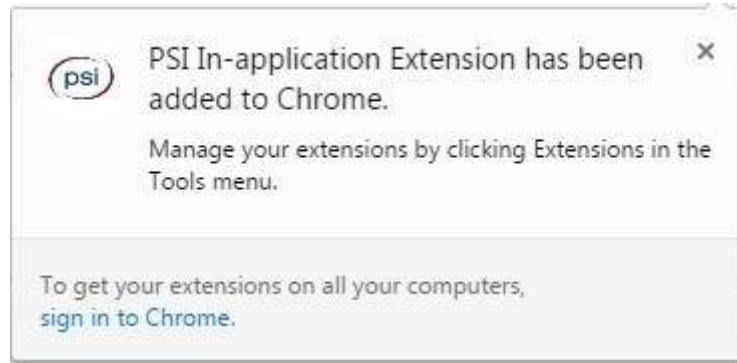 psi
PSI In-application Extension has been
added to Chrome.
Manage your extensions by clicking Extensions in the
Tools menu.
To get your extensions on all your computers,
sign in to Chrome.